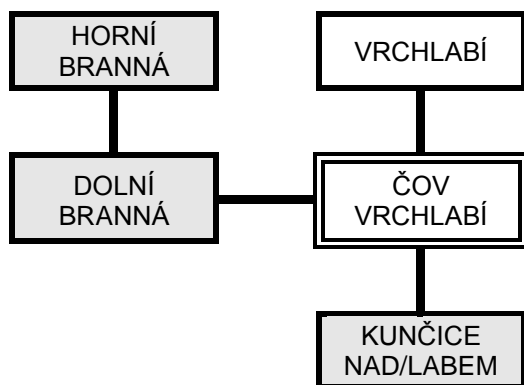 HORNÍ
BRANNÁ
VRCHLABÍ
DOLNÍ
BRANNÁ
ČOV
VRCHLABÍ
KUNČICE
NAD/LABEM